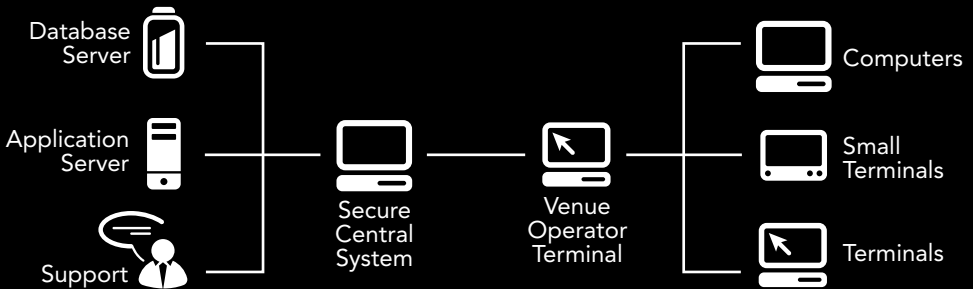 Database
Server
Application
Server
Support
Secure
Central
System
Venue
Operator
Terminal
Computers
Small
Terminals
Terminals